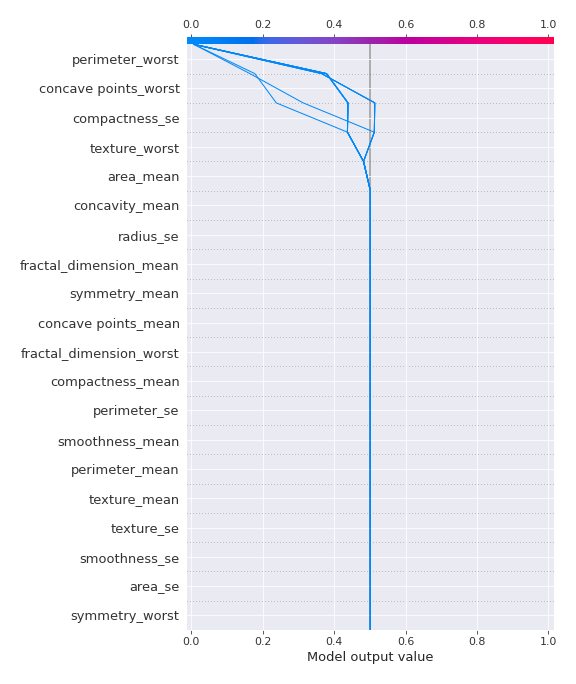 0.0 0.2 0.4 0.6 0.8 1.0
perimeter_worst
concave points_worst
compactness_se
texture_worst
area_mean
concavity_mean
radius_se
fractal_dimension_mean
symmetry_mean
concave points_mean
fractal_dimension_worst
compactness_mean
perimeter_se
smoothness_mean
perimeter_mean
texture_mean
texture_se
smoothness_se
area_se
symmetry_worst
0.0 0.2 0.4 0.6 0.8 1.0
Model output value